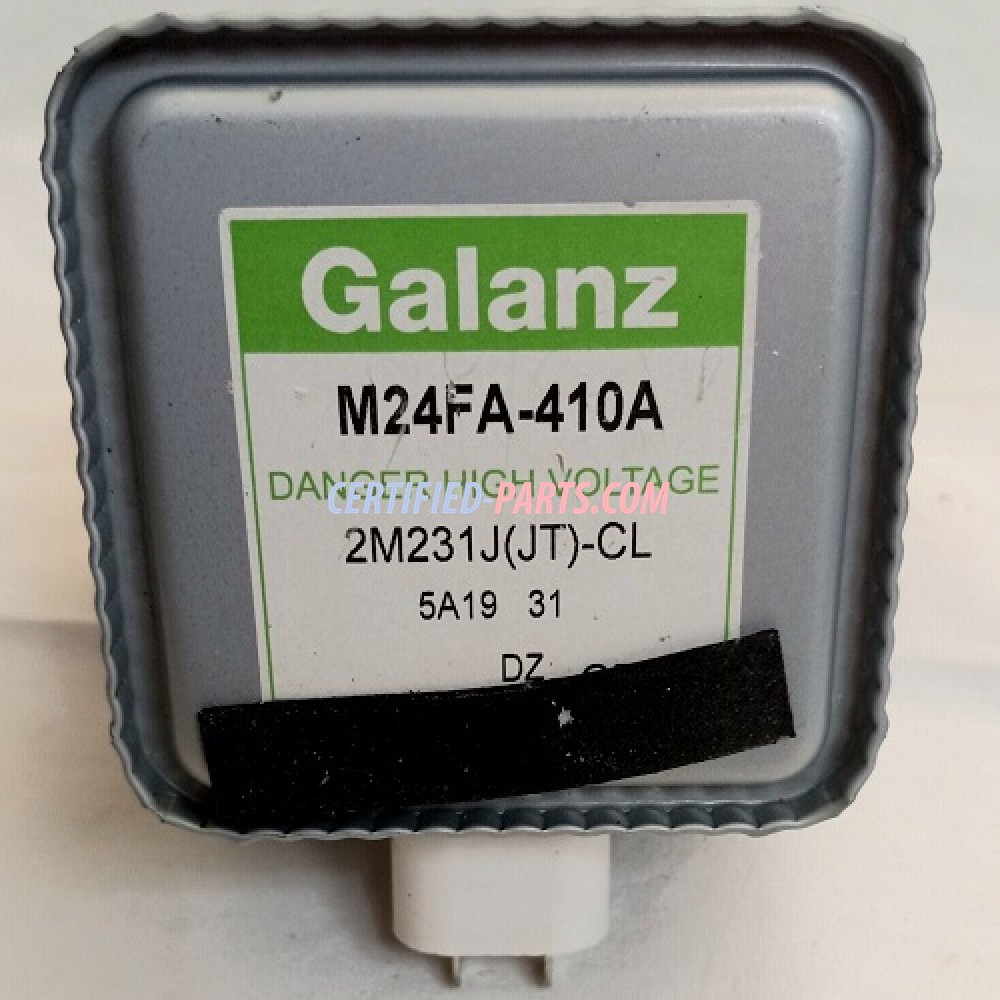 Galanz
M24FA-410A
DANGER HIGH VOLTAGE
CERTIFIED-PARTS.COM
2M231J(JT)-CL
5A19 31
DZ